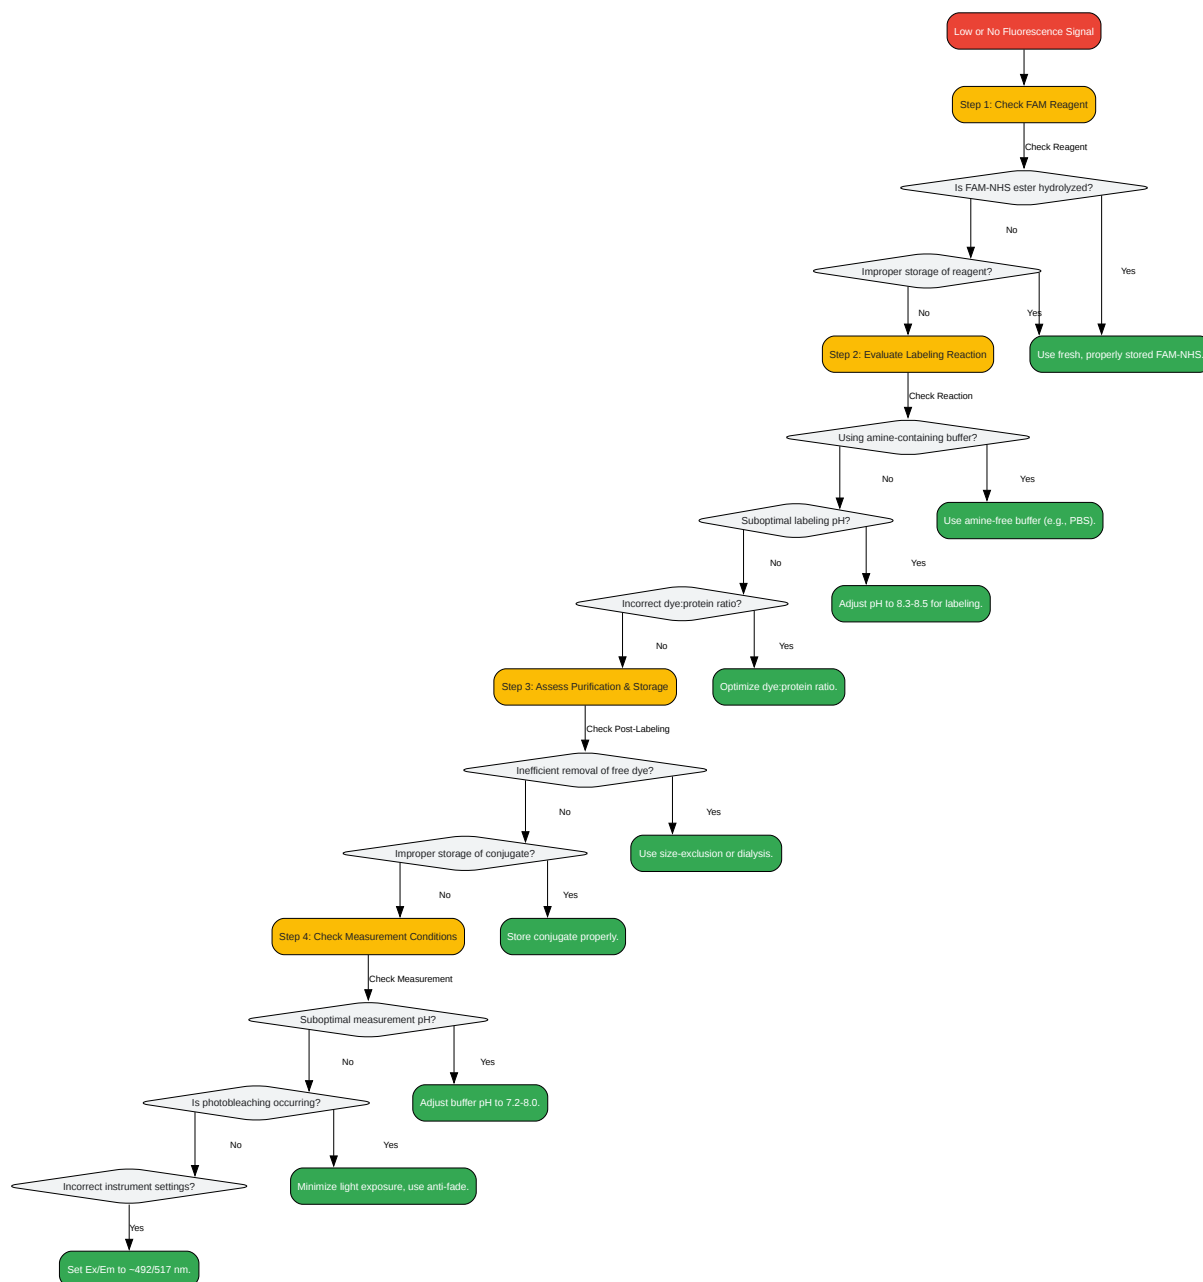 Low or No Fluorescence Signal
Step 1: Check FAM Reagent
Check Reagent
Is FAM-NHS ester hydrolyzed?
No
Yes
Improper storage of reagent?
No
Yes
Step 2: Evaluate Labeling Reaction
Use fresh, properly stored FAM-NHS.
Check Reaction
Using amine-containing buffer?
No
Yes
Use amine-free buffer (e.g., PBS).
Suboptimal labeling pH?
No
Yes
Adjust pH to 8.3-8.5 for labeling.
Incorrect dye:protein ratio?
No
Yes
Step 3: Assess Purification & Storage
Optimize dye:protein ratio.
Check Post-Labeling
Inefficient removal of free dye?
No
Yes
Use size-exclusion or dialysis.
Improper storage of conjugate?
No
Yes
Step 4: Check Measurement Conditions
Store conjugate properly.
Check Measurement
Suboptimal measurement pH?
No
Yes
Adjust buffer pH to 7.2-8.0.
Is photobleaching occurring?
No
Yes
Minimize light exposure, use anti-fade.
Incorrect instrument settings?
Yes
Set Ex/Em to ~492/517 nm.